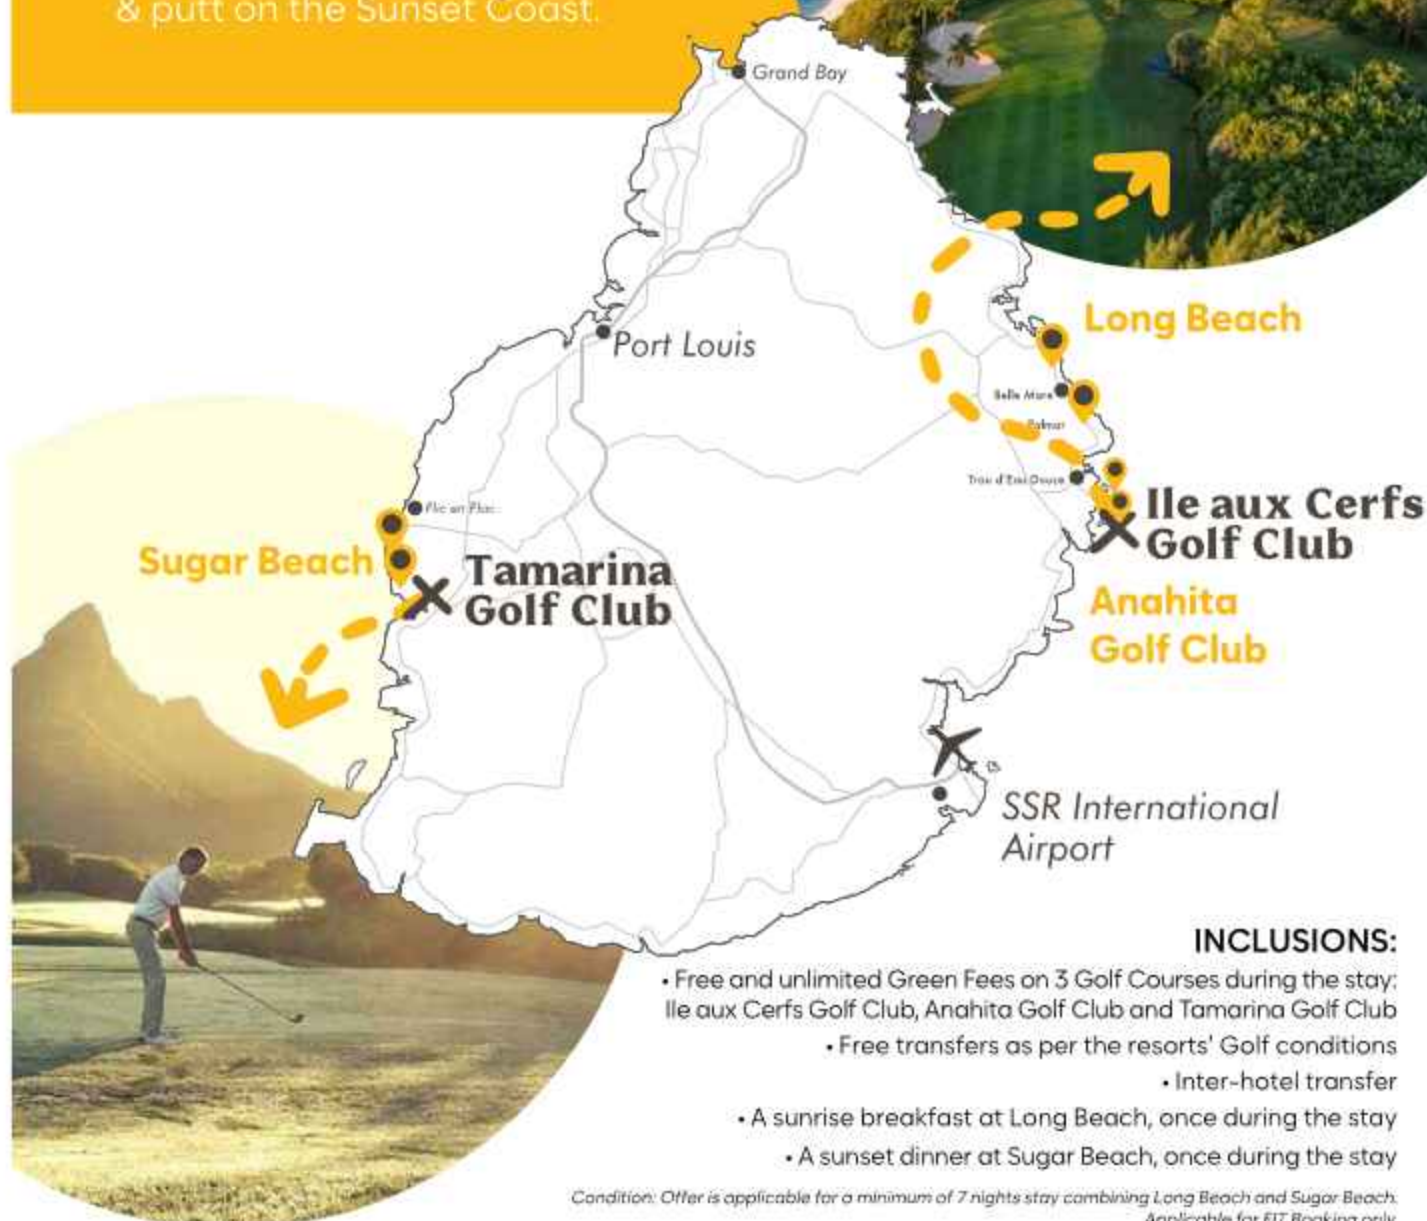 & putt on the Sunset Coast.
Grand Bay
Long Beach
Port Louis
Belle Mare
Palmar
Trou d'Eau Douce
Ile aux Cerfs
Golf Club
Flic en Flac
Sugar Beach
Tamarina
Golf Club
Anahita
Golf Club
SSR International
Airport
INCLUSIONS:
• Free and unlimited Green Fees on 3 Golf Courses during the stay:
Ile aux Cerfs Golf Club, Anahita Golf Club and Tamarina Golf Club
• Free transfers as per the resorts' Golf conditions
• Inter-hotel transfer
• A sunrise breakfast at Long Beach, once during the stay
• A sunset dinner at Sugar Beach, once during the stay
Condition: Offer is applicable for a minimum of 7 nights stay combining Long Beach and Sugar Beach.
Applicable for FIT Booking only.